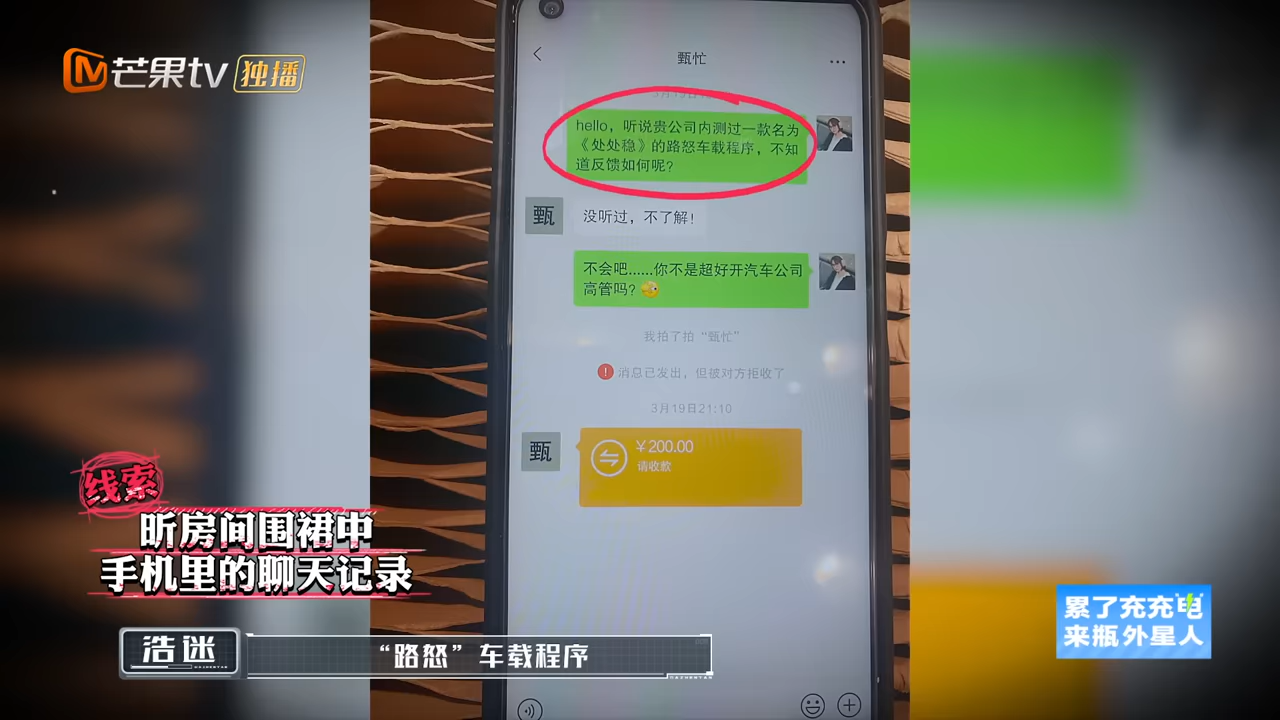 芒果tv 独播
甄忙
hello，听说贵公司内测过一款名为
《处处稳》的路怒车载程序，不知
道反馈如何呢？
甄
没听过，不了解！
不会吧......你不是超好开汽车公司
高管吗？
我拍了拍“甄忙”
! 消息已发出，但被对方拒收了
3月19日21:10
甄
￥200.00
请收款
线索
昕房间围裙中
手机里的聊天记录
浩迷
“路怒”车载程序
累了充充电
来瓶外星人